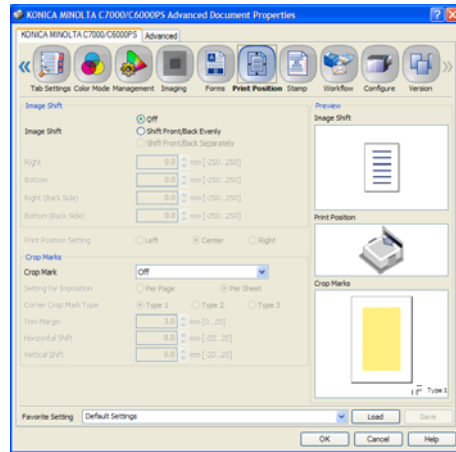 KONICA MINOLTA C7000/C6000PS Advanced Document Properties
KONICA MINOLTA C7000/C6000PS Advanced
Tab Settings Color Mode Management Imaging Forms Print Position Stamp Workflow Configure Version
Image Shift
Image Shift
Off
Shift Front/Back Evenly
Shift Front/Back Separately
Right 0.0 mm [-250...250]
Bottom 0.0 mm [-250...250]
Right (Back Side) 0.0 mm [-250...250]
Bottom (Back Side) 0.0 mm [-250...250]
Print Position Setting Left Center Right
Crop Marks
Crop Mark Off
Setting for Imposition Per Page Per Sheet
Corner Crop Mark Type Type 1 Type 2 Type 3
Trim Margin 3.0 mm [0...20]
Horizontal Shift 0.0 mm [-20...20]
Vertical Shift 0.0 mm [-20...20]
Preview
Image Shift
Print Position
Crop Marks
Type 1
Favorite Setting Default Settings Load Save
OK Cancel Help